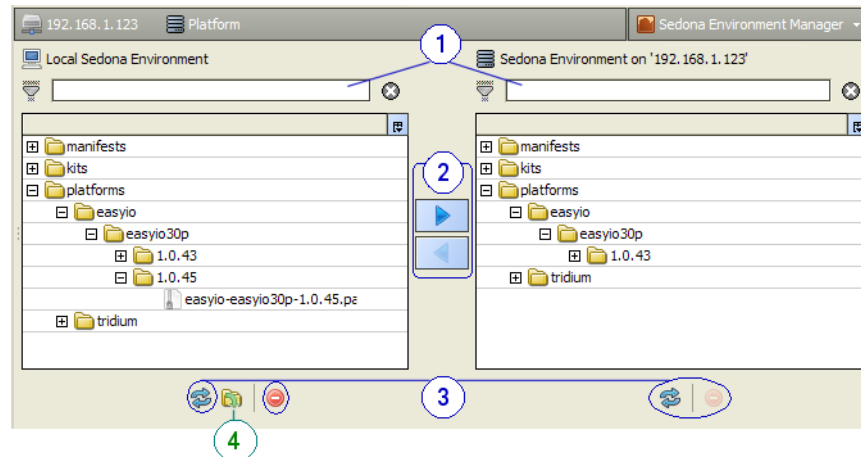 192.168.1.123 Platform Sedona Environment Manager
1
Local Sedona Environment Sedona Environment on '192.168.1.123'
manifests manifests
kits 2 kits
platforms platforms
easyio easyio
easyio30p easyio30p
1.0.43 1.0.43
1.0.45 tridium
easyio-easyio30p-1.0.45.pa
tridium
3
4